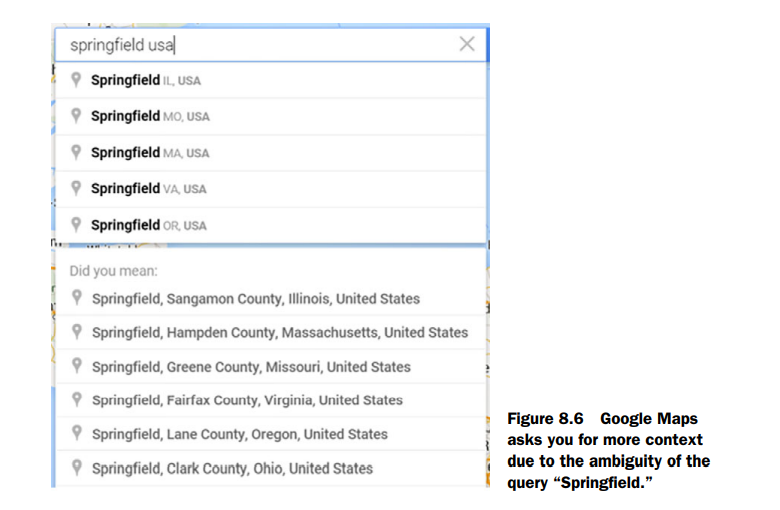 springfield usa
Springfield IL, USA
Springfield MO, USA
Springfield MA, USA
Springfield VA, USA
Springfield OR, USA
Did you mean:
Springfield, Sangamon County, Illinois, United States
Springfield, Hampden County, Massachusetts, United States
Springfield, Greene County, Missouri, United States
Springfield, Fairfax County, Virginia, United States
Springfield, Lane County, Oregon, United States
Springfield, Clark County, Ohio, United States
Figure 8.6 Google Maps
asks you for more context
due to the ambiguity of the
query “Springfield.”